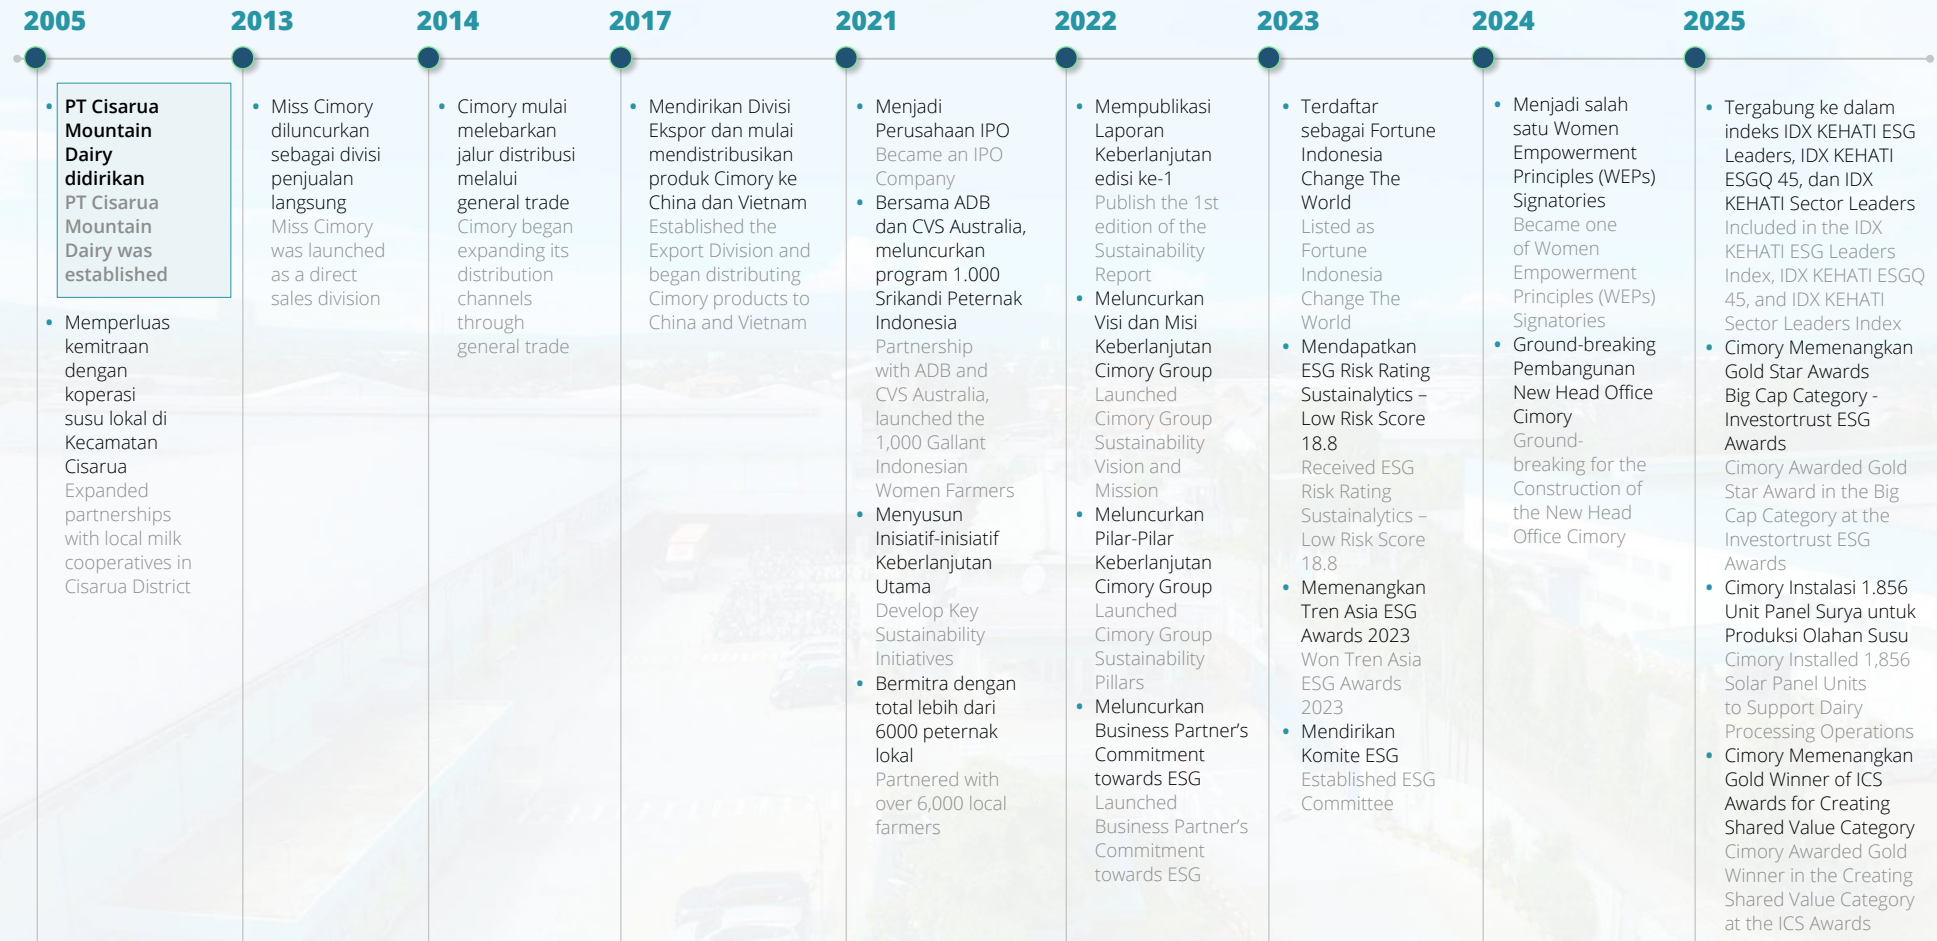 2005
PT Cisarua
Mountain
Dairy
didirikan
PT Cisarua
Mountain
Dairy was
established
• Memperluas
kemitraan
dengan
koperasi
susu lokal di
Kecamatan
Cisarua
Expanded
partnerships
with local milk
cooperatives in
Cisarua District
2013
• Miss Cimory
diluncurkan
sebagai divisi
penjualan
langsung
Miss Cimory
was launched
as a direct
sales division
2014
• Cimory mulai
melebarkan
jalur distribusi
melalui
general trade
Cimory began
expanding its
distribution
channels
through
general trade
2017
• Mendirikan Divisi
Ekspor dan mulai
mendistribusikan
produk Cimory ke
China dan Vietnam
Established the
Export Division and
began distributing
Cimory products to
China and Vietnam
2021
• Menjadi
Perusahaan IPO
Became an IPO
Company
• Bersama ADB
dan CVS Australia,
meluncurkan
program 1.000
Srikandi Peternak
Indonesia
Partnership
with ADB and
CVS Australia,
launched the
1,000 Gallant
Indonesian
Women Farmers
• Menyusun
Inisiatif-inisiatif
Keberlanjutan
Utama
Develop Key
Sustainability
Initiatives
• Bermitra dengan
total lebih dari
6000 peternak
lokal
Partnered with
over 6,000 local
farmers
2022
• Mempublikasi
Laporan
Keberlanjutan
edisi ke-1
Publish the 1st
edition of the
Sustainability
Report
• Meluncurkan
Visi dan Misi
Keberlanjutan
Cimory Group
Launched
Cimory Group
Sustainability
Vision and
Mission
• Meluncurkan
Pilar-Pilar
Keberlanjutan
Cimory Group
Launched
Cimory Group
Sustainability
Pillars
• Meluncurkan
Business Partner's
Commitment
towards ESG
Launched
Business Partner's
Commitment
towards ESG
2023
• Terdaftar
sebagai Fortune
Indonesia
Change The
World
Listed as
Fortune
Indonesia
Change The
World
• Mendapatkan
ESG Risk Rating
Sustainalytics –
Low Risk Score
18.8
Received ESG
Risk Rating
Sustainalytics –
Low Risk Score
18.8
• Memenangkan
Tren Asia ESG
Awards 2023
Won Tren Asia
ESG Awards
2023
• Mendirikan
Komite ESG
Established ESG
Committee
2024
• Menjadi salah
satu Women
Empowerment
Principles (WEPs)
Signatories
Became one
of Women
Empowerment
Principles (WEPs)
Signatories
• Ground-breaking
Pembangunan
New Head Office
Cimory
Ground-
breaking for the
Construction of
the New Head
Office Cimory
2025
• Tergabung ke dalam
indeks IDX KEHATI ESG
Leaders, IDX KEHATI
ESGQ 45, dan IDX
KEHATI Sector Leaders
Included in the IDX
KEHATI ESG Leaders
Index, IDX KEHATI ESGQ
45, and IDX KEHATI
Sector Leaders Index
• Cimory Memenangkan
Gold Star Awards
Big Cap Category -
Investortrust ESG
Awards
Cimory Awarded Gold
Star Award in the Big
Cap Category at the
Investortrust ESG
Awards
• Cimory Instalasi 1.856
Unit Panel Surya untuk
Produksi Olahan Susu
Cimory Installed 1,856
Solar Panel Units
to Support Dairy
Processing Operations
• Cimory Memenangkan
Gold Winner of ICS
Awards for Creating
Shared Value Category
Cimory Awarded Gold
Winner in the Creating
Shared Value Category
at the ICS Awards